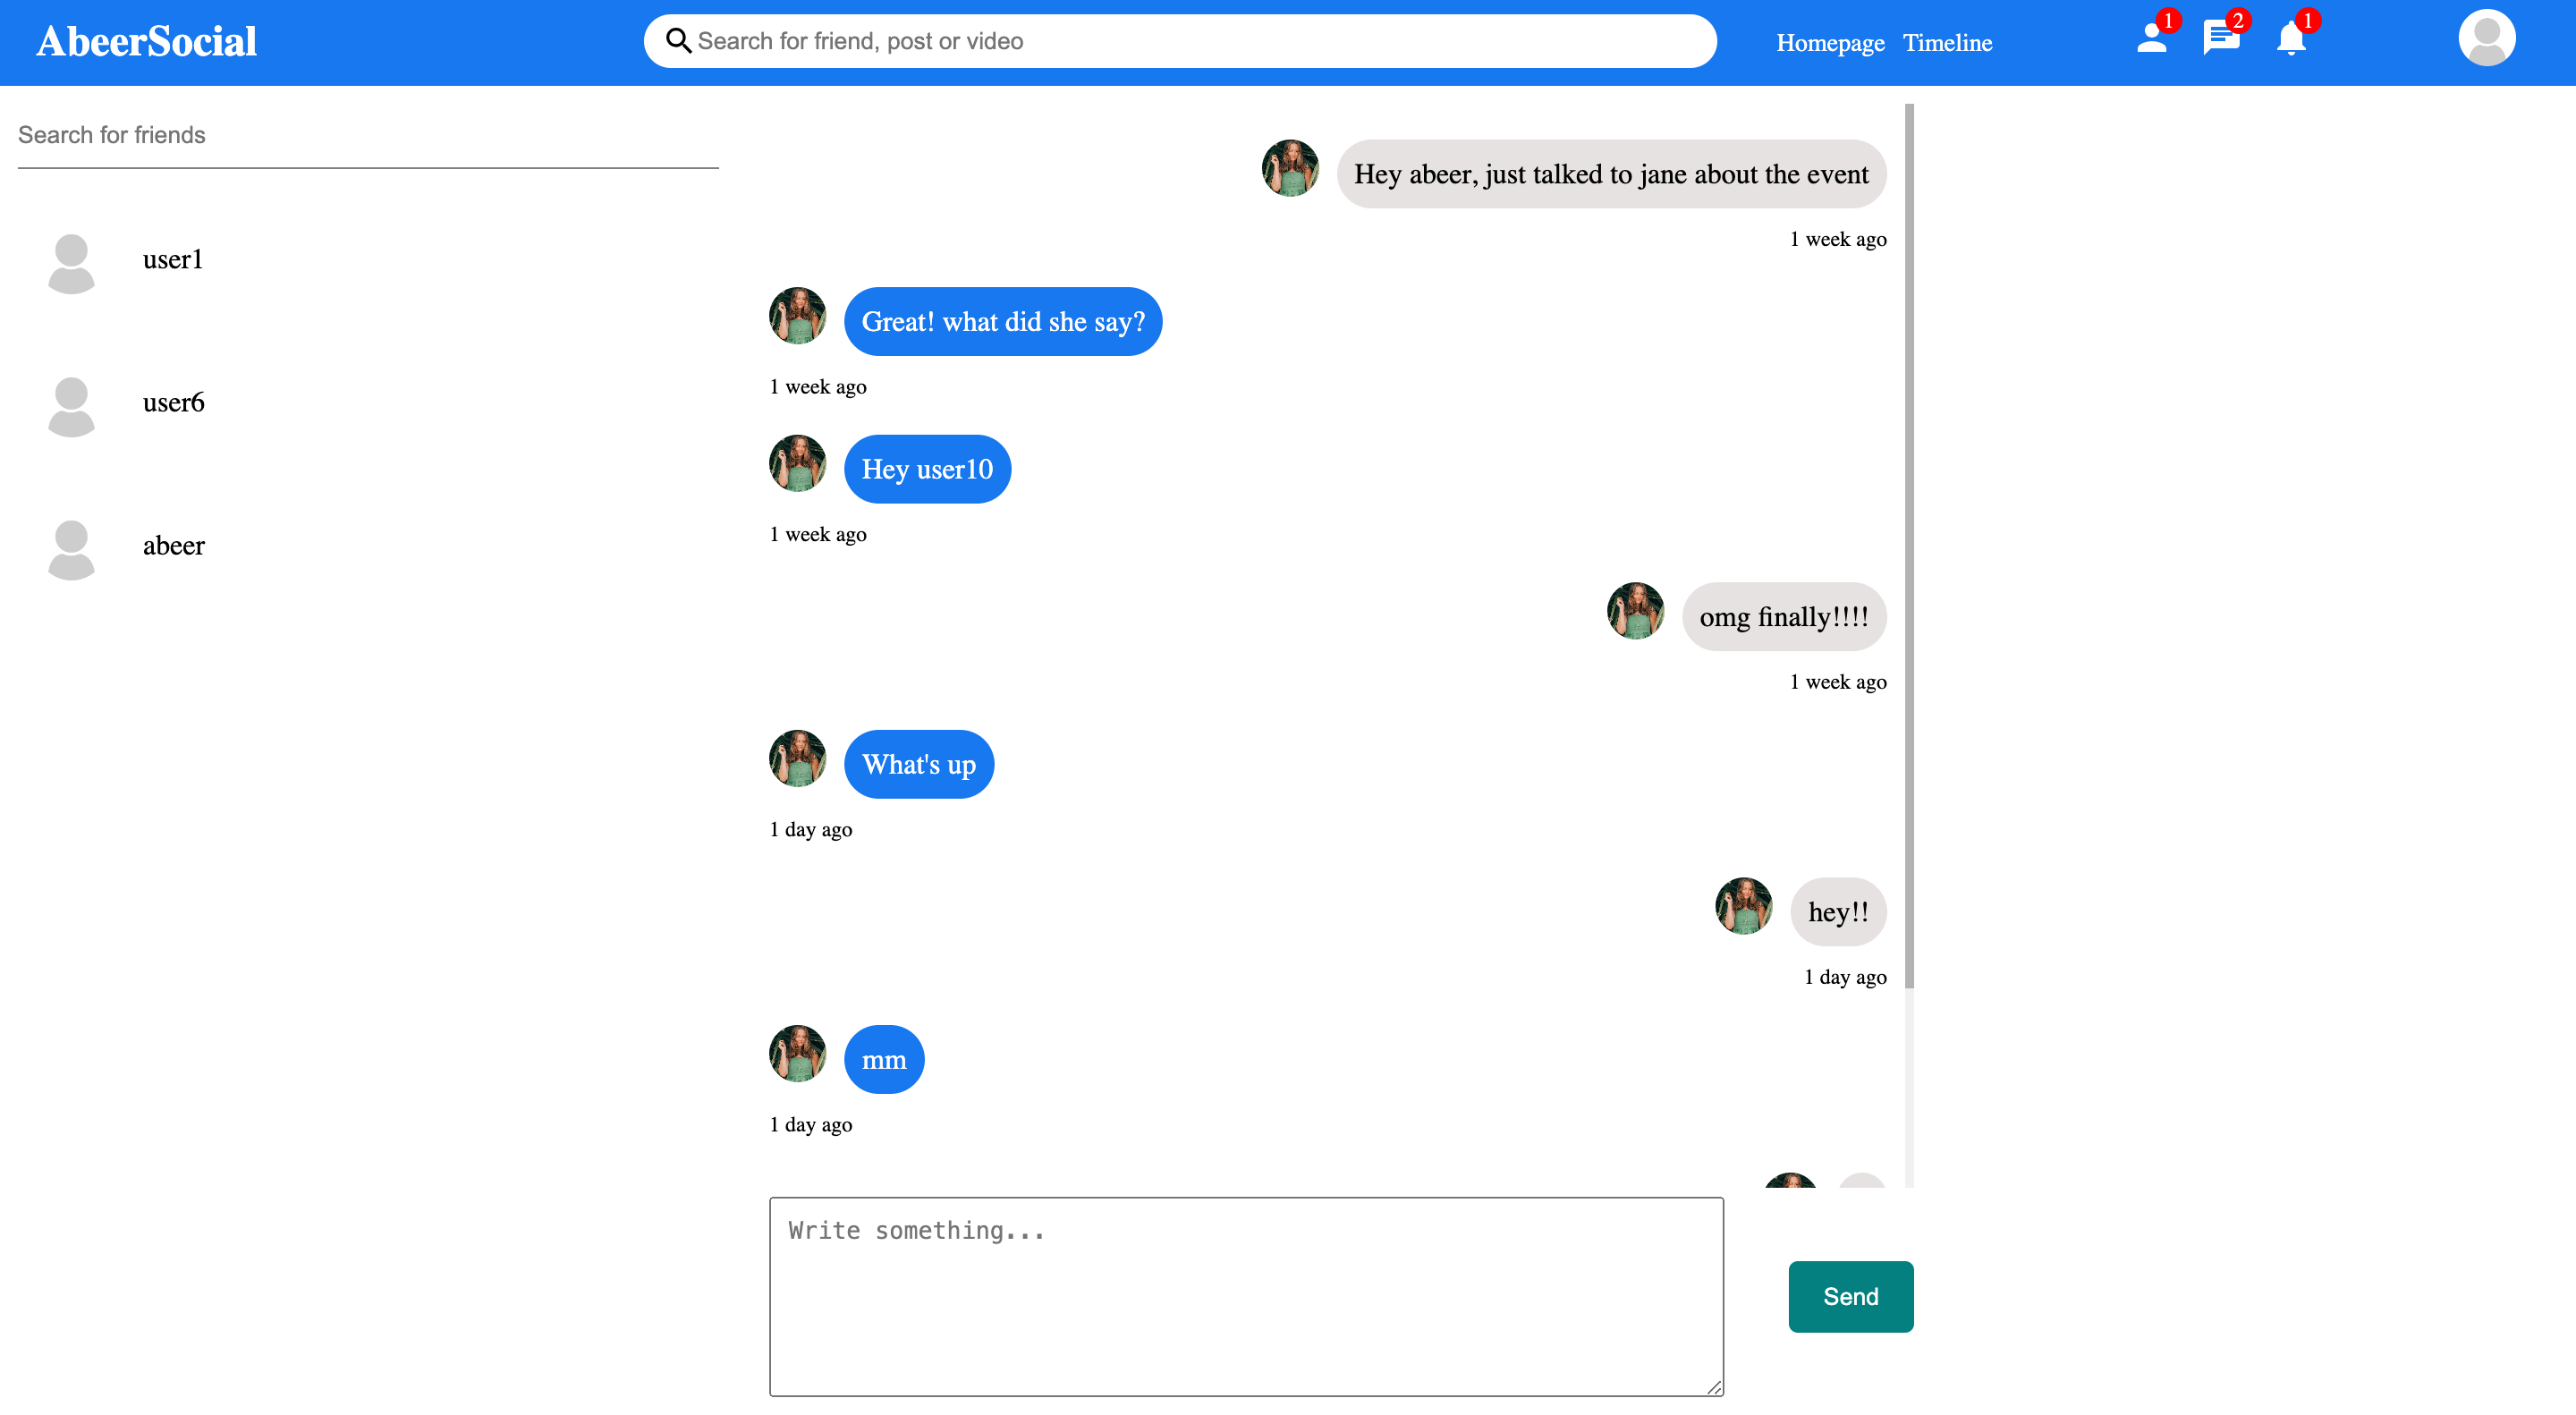 AbeerSocial
Search for friend, post or video
Homepage Timeline
1
2
1
Search for friends
user1
user6
abeer
Hey abeer, just talked to jane about the event
1 week ago
Great! what did she say?
1 week ago
Hey user10
1 week ago
omg finally!!!!
1 week ago
What's up
1 day ago
hey!!
1 day ago
mm
1 day ago
Write something...
Send